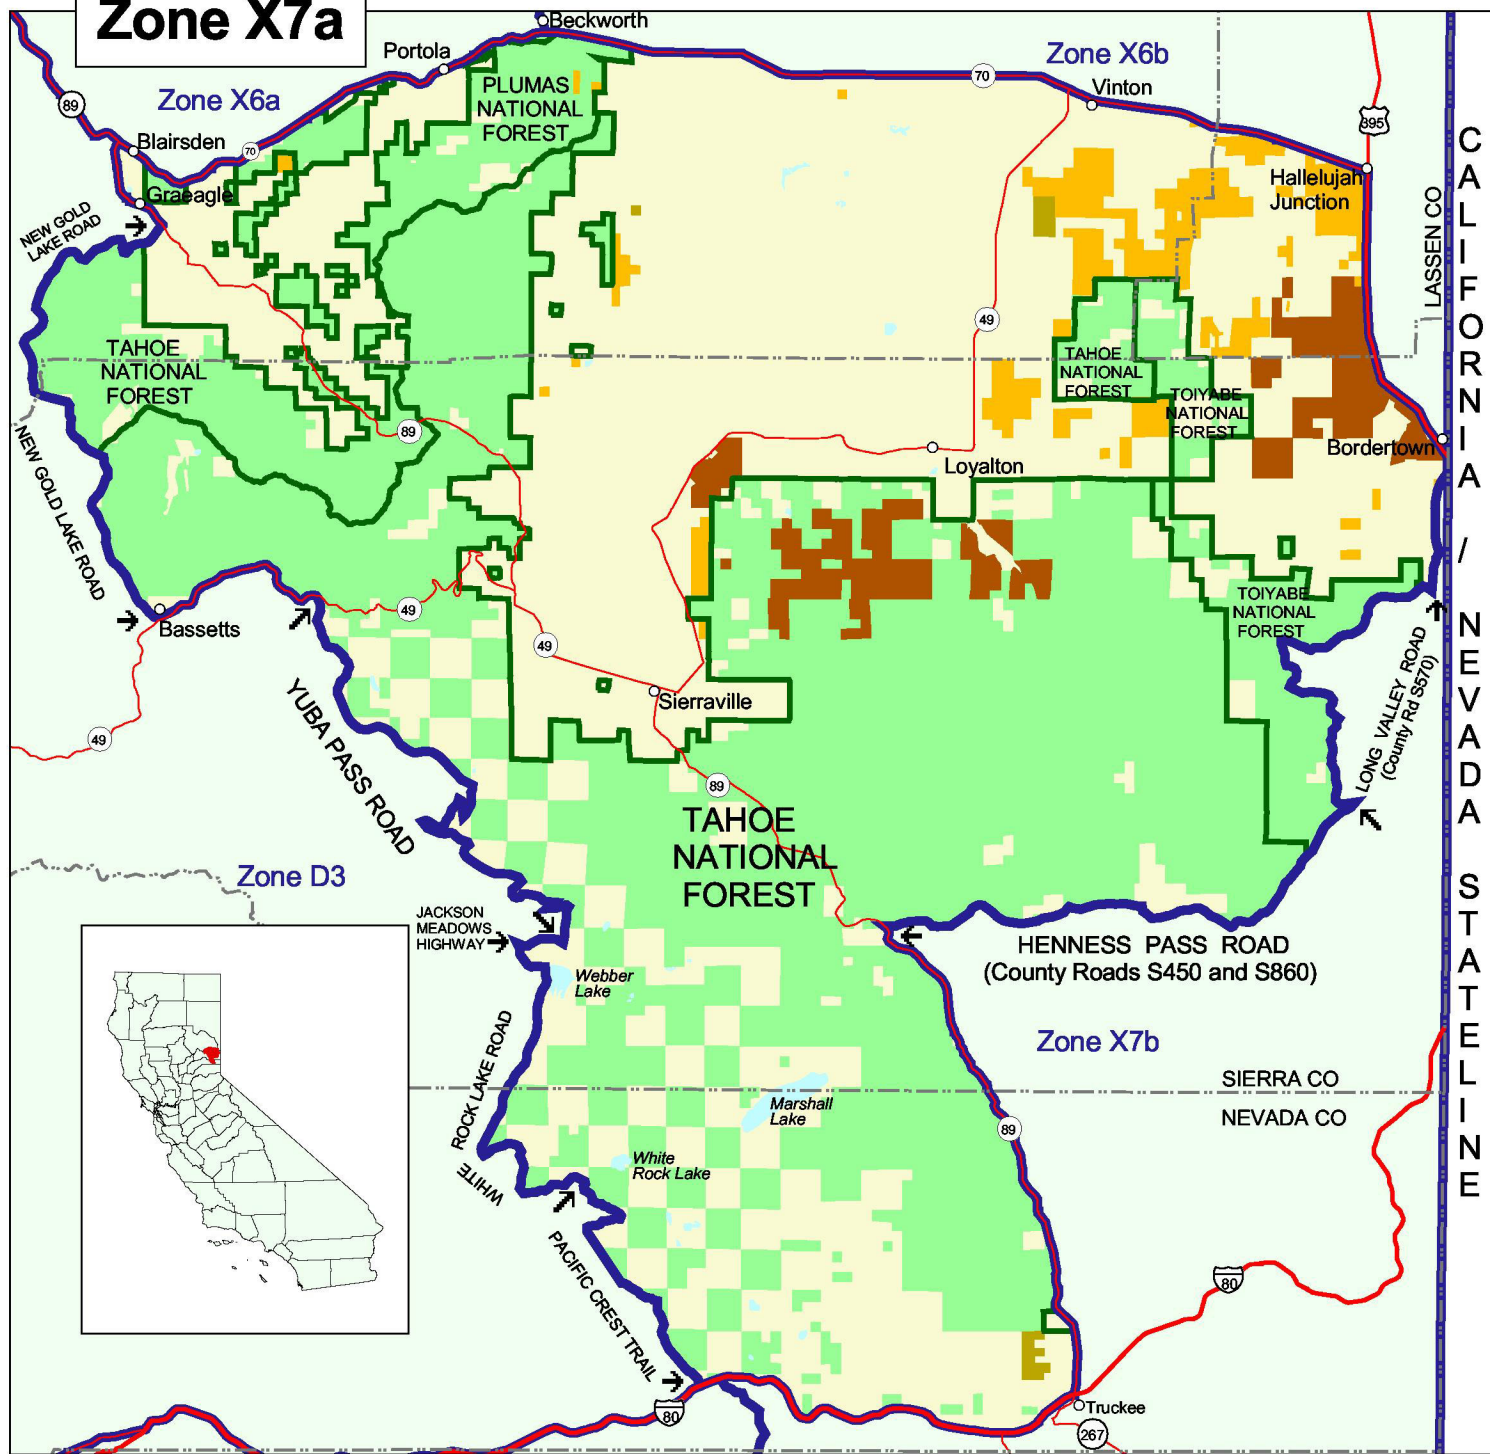 Zone X7a
Beckworth
Portola
Zone X6b
70
Vinton
Zone X6a
89
PLUMAS
NATIONAL
FOREST
395
Blairsden
70
Hallelujah
Junction
Graeagle
NEW GOLD
LAKE ROAD
LASSEN CO
CALIFORNIA / NEVADA STATELINE
49
TAHOE
NATIONAL
FOREST
TAHOE
NATIONAL
FOREST
TOIYABE
NATIONAL
FOREST
89
Bordertown
Loyalton
NEW GOLD LAKE ROAD
49
Bassetts
49
TOIYABE
NATIONAL
FOREST
Sierraville
LONG VALLEY ROAD
(County Rd S570)
49
YUBA PASS ROAD
89
TAHOE
NATIONAL
FOREST
Zone D3
JACKSON
MEADOWS
HIGHWAY
HENNESS PASS ROAD
(County Roads S450 and S860)
Webber
Lake
Zone X7b
WHITE ROCK LAKE ROAD
SIERRA CO
NEVADA CO
Marshall
Lake
89
White
Rock Lake
PACIFIC CREST TRAIL
80
80
Truckee
267